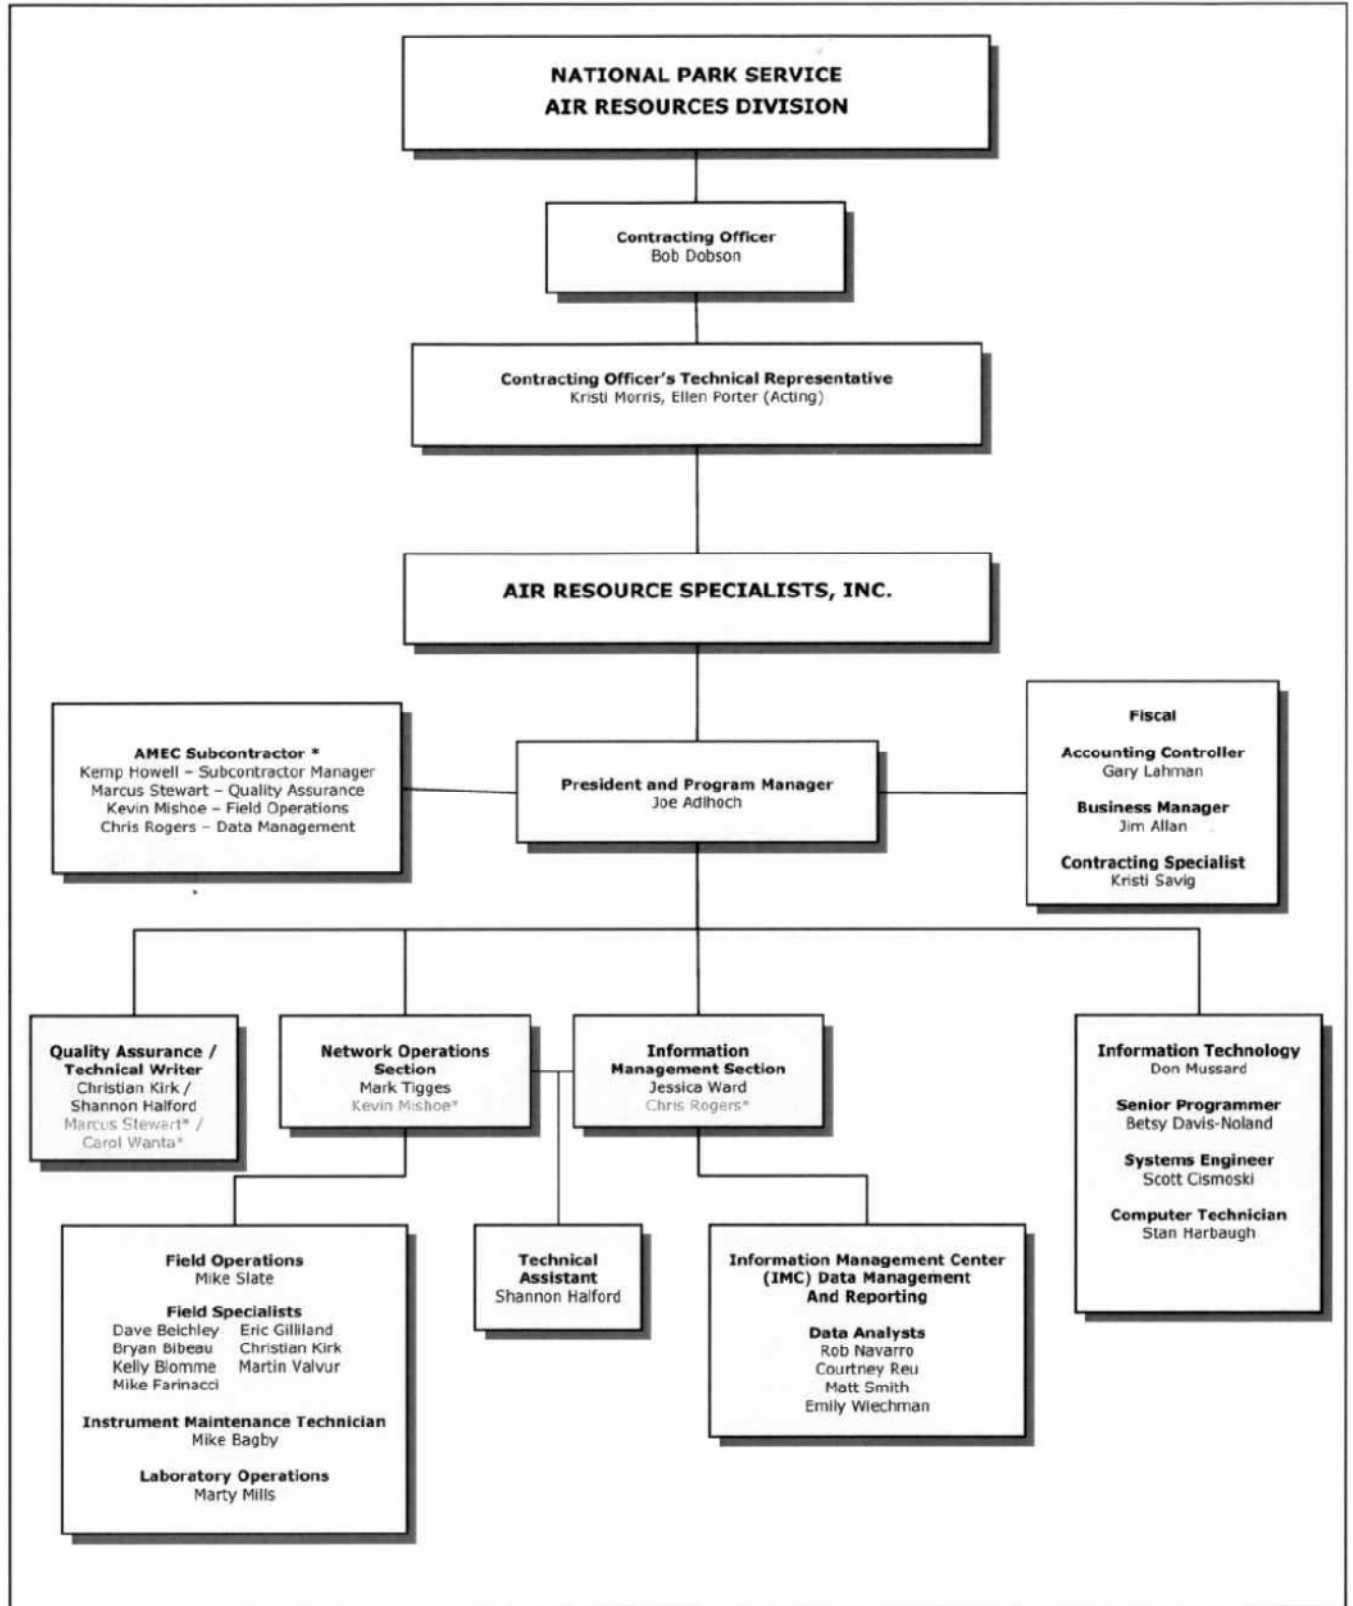 NATIONAL PARK SERVICE
AIR RESOURCES DIVISION
Contracting Officer
Bob Dobson
Contracting Officer's Technical Representative
Kristi Morris, Ellen Porter (Acting)
AIR RESOURCE SPECIALISTS, INC.
AMEC Subcontractor *
Kemp Howell – Subcontractor Manager
Marcus Stewart – Quality Assurance
Kevin Mishoe – Field Operations
Chris Rogers – Data Management
President and Program Manager
Joe Adlhoch
Fiscal
Accounting Controller
Gary Lahman
Business Manager
Jim Allan
Contracting Specialist
Kristi Savig
Quality Assurance /
Technical Writer
Christian Kirk /
Shannon Halford
Marcus Stewart* /
Carol Wanta*
Network Operations
Section
Mark Tigges
Kevin Mishoe*
Information
Management Section
Jessica Ward
Chris Rogers*
Information Technology
Don Mussard
Senior Programmer
Betsy Davis-Noland
Systems Engineer
Scott Cismoski
Computer Technician
Stan Harbaugh
Field Operations
Mike Slate
Field Specialists
Dave Beichley Eric Gilliland
Bryan Bibeau Christian Kirk
Kelly Blomme Martin Valvur
Mike Farinacci
Instrument Maintenance Technician
Mike Bagby
Laboratory Operations
Marty Mills
Technical
Assistant
Shannon Halford
Information Management Center
(IMC) Data Management
And Reporting
Data Analysts
Rob Navarro
Courtney Reu
Matt Smith
Emily Wiechman